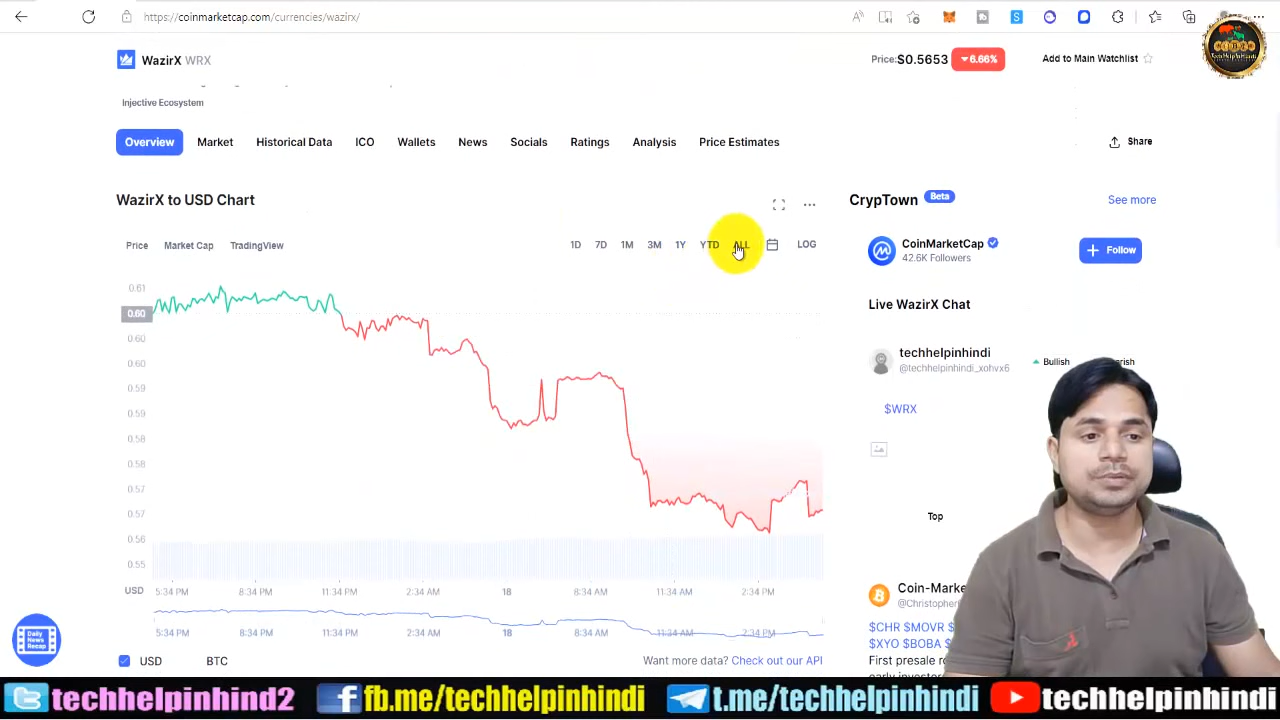 https://coinmarketcap.com/currencies/wazirx/
WazirX WRX
Price:$0.5653 6.66%
Add to Main Watchlist
Injective Ecosystem
Overview Market Historical Data ICO Wallets News Socials Ratings Analysis Price Estimates
Share
WazirX to USD Chart
Price Market Cap TradingView
1D 7D 1M 3M 1Y YTD ALL LOG
0.61
0.60
0.60
0.60
0.59
0.59
0.58
0.58
0.57
0.57
0.56
0.55
USD 5:34 PM 8:34 PM 11:34 PM 2:34 AM 18 8:34 AM 11:34 AM 2:34 PM
5:34 PM 8:34 PM 11:34 PM 2:34 AM 18 8:34 AM 11:34 AM 2:34 PM
USD BTC
Want more data? Check out our API
CrypTown Beta
See more
CoinMarketCap
42.6K Followers
Follow
Live WazirX Chat
techhelpinhindi
@techhelpinhindi_xohvx6
Bullish
$WRX
Top
Coin-Marke
@Christopher
$CHR $MOVR $
$XYO $BOBA $
First presale ro
Daily
News
Recap
techhelpinhind2 fb.me/techhelpinhindi t.me/techhelpinhindi techhelpinhindi